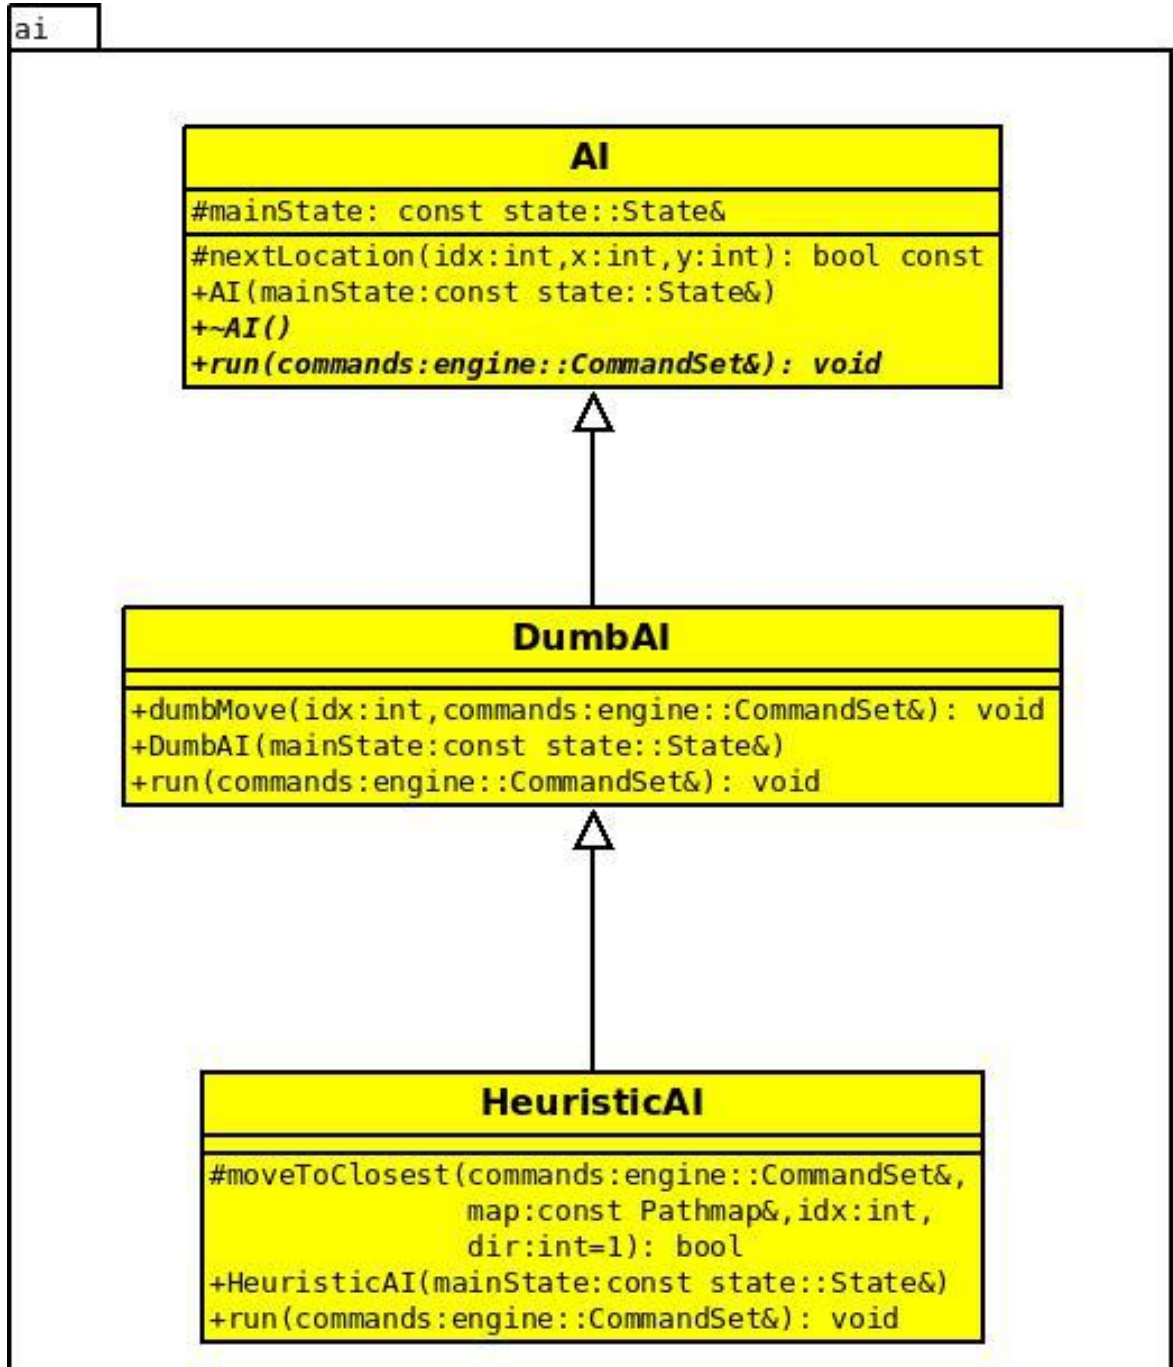 ai
AI
#mainState: const state::State&
#nextLocation(idx:int,x:int,y:int): bool const
+AI(mainState:const state::State&)
+~AI()
+run(commands:engine::CommandSet&): void
DumbAI
+dumbMove(idx:int,commands:engine::CommandSet&): void
+DumbAI(mainState:const state::State&)
+run(commands:engine::CommandSet&): void
HeuristicAI
#moveToClosest(commands:engine::CommandSet&,
map:const Pathmap&,idx:int,
dir:int=1): bool
+HeuristicAI(mainState:const state::State&)
+run(commands:engine::CommandSet&): void